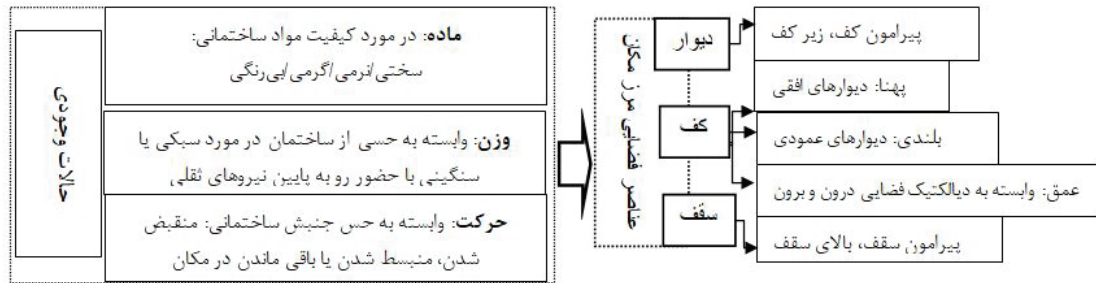 حالات وجودی
ماده: در مورد کیفیت مواد ساختمانی:
سختی/نرمی/گرمی/بی‌رنگی
وزن: وابسته به حسی از ساختمان در مورد سبکی یا
سنگینی با حضور رو به پایین نیروهای ثقلی
حرکت: وابسته به حس جنبش ساختمانی: منقبض
شدن، منبسط شدن یا باقی ماندن در مکان
عناصر فضایی مرز مکان
دیوار
کف
سقف
پیرامون کف، زیر کف
پهنا: دیوارهای افقی
بلندی: دیوارهای عمودی
عمق: وابسته به دیالکتیک فضایی درون و برون
پیرامون سقف، بالای سقف